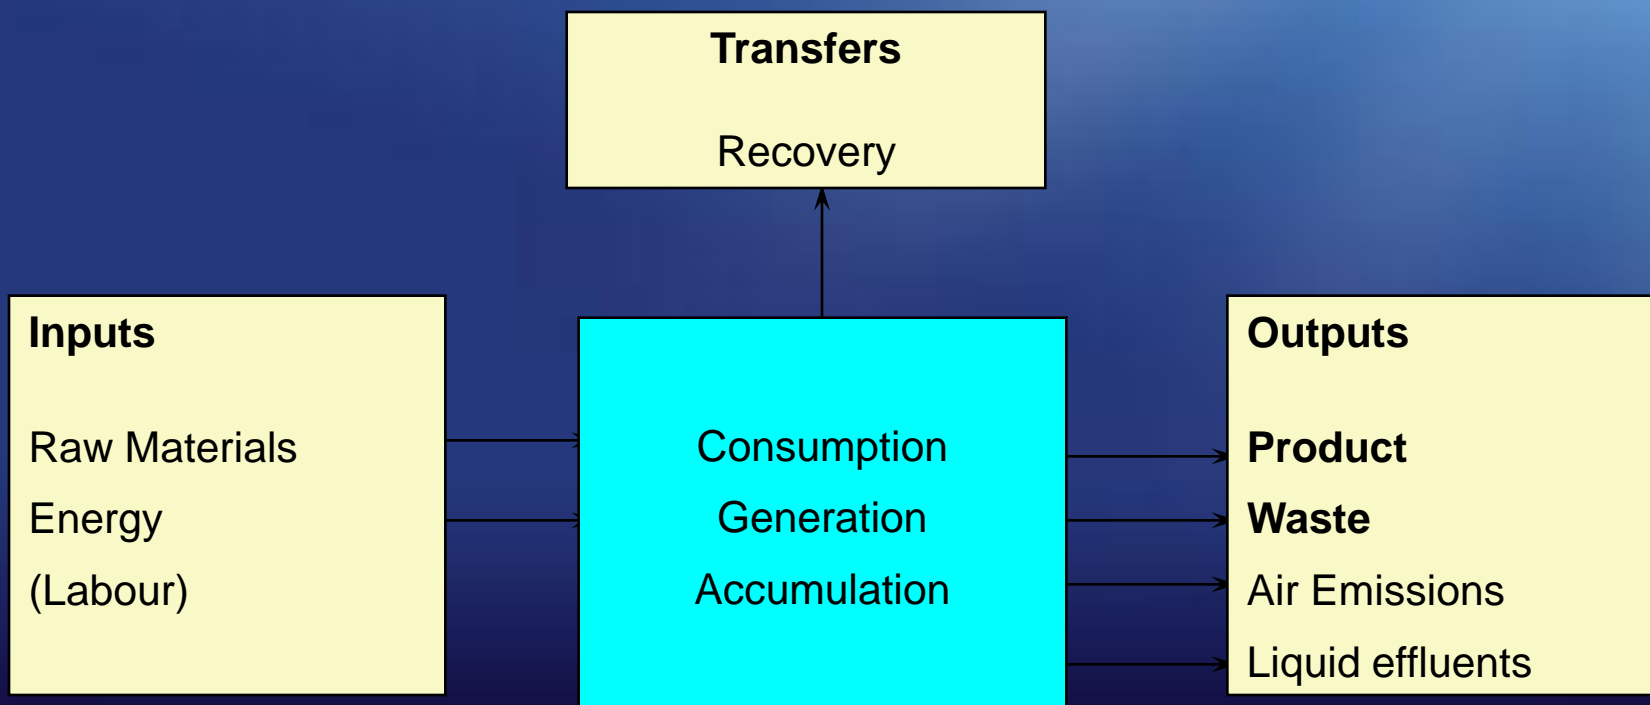 Transfers
Recovery
Inputs
Raw Materials
Energy
(Labour)
Consumption
Generation
Accumulation
Outputs
Product
Waste
Air Emissions
Liquid effluents